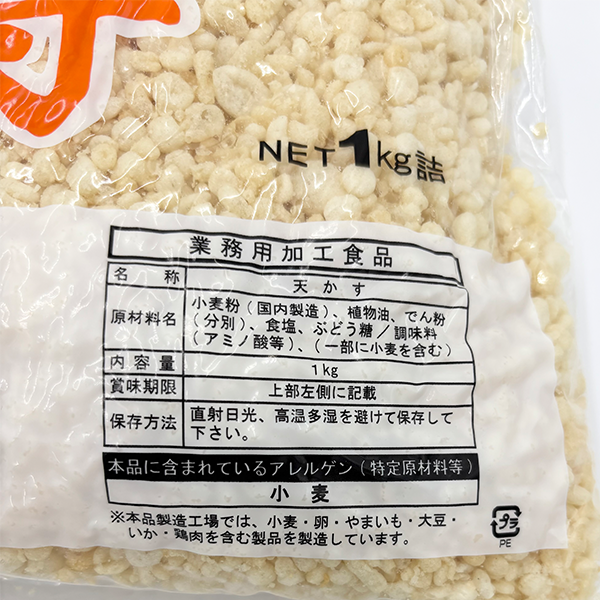 寿
NET1kg詰
業務用加工食品
名称 天かす
原材料名 小麦粉(国内製造)、植物油、でん粉
(分別)、食塩、ぶどう糖/調味料
(アミノ酸等)、(一部に小麦を含む)
内容量 1kg
賞味期限 上部左側に記載
保存方法 直射日光、高温多湿を避けて保存して
下さい。
本品に含まれているアレルゲン(特定原材料等)
小麦
※本品製造工場では、小麦・卵・やまいも・大豆・
いか・鶏肉を含む製品を製造しています。
プラ
PE